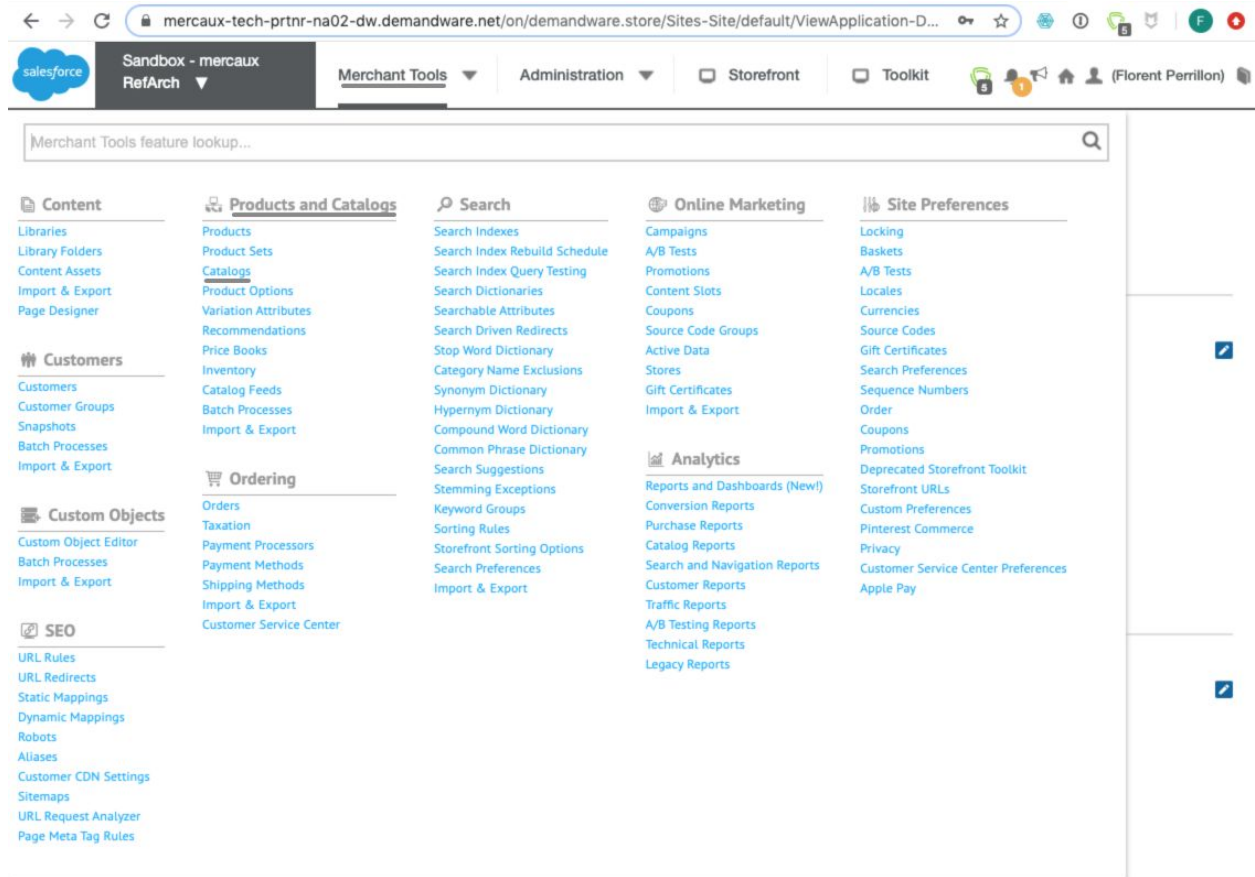 mercaux-tech-prtnr-na02-dw.demandware.net/on/demandware.store/Sites-Site/default/ViewApplication-D...
5
F
salesforce
Sandbox - mercaux
RefArch ▼
Merchant Tools
Administration
Storefront
Toolkit
5
1
(Florent Perrillon)
Merchant Tools feature lookup...
Content
Libraries
Library Folders
Content Assets
Import & Export
Page Designer
Customers
Customers
Customer Groups
Snapshots
Batch Processes
Import & Export
Custom Objects
Custom Object Editor
Batch Processes
Import & Export
SEO
URL Rules
URL Redirects
Static Mappings
Dynamic Mappings
Robots
Aliases
Customer CDN Settings
Sitemaps
URL Request Analyzer
Page Meta Tag Rules
Products and Catalogs
Products
Product Sets
Catalogs
Product Options
Variation Attributes
Recommendations
Price Books
Inventory
Catalog Feeds
Batch Processes
Import & Export
Ordering
Orders
Taxation
Payment Processors
Payment Methods
Shipping Methods
Import & Export
Customer Service Center
Search
Search Indexes
Search Index Rebuild Schedule
Search Index Query Testing
Search Dictionaries
Searchable Attributes
Search Driven Redirects
Stop Word Dictionary
Category Name Exclusions
Synonym Dictionary
Hypernym Dictionary
Compound Word Dictionary
Common Phrase Dictionary
Search Suggestions
Stemming Exceptions
Keyword Groups
Sorting Rules
Storefront Sorting Options
Search Preferences
Import & Export
Online Marketing
Campaigns
A/B Tests
Promotions
Content Slots
Coupons
Source Code Groups
Active Data
Stores
Gift Certificates
Import & Export
Analytics
Reports and Dashboards (New!)
Conversion Reports
Purchase Reports
Catalog Reports
Search and Navigation Reports
Customer Reports
Traffic Reports
A/B Testing Reports
Technical Reports
Legacy Reports
Site Preferences
Locking
Baskets
A/B Tests
Locales
Currencies
Source Codes
Gift Certificates
Search Preferences
Sequence Numbers
Order
Coupons
Promotions
Deprecated Storefront Toolkit
Storefront URLs
Custom Preferences
Pinterest Commerce
Privacy
Customer Service Center Preferences
Apple Pay